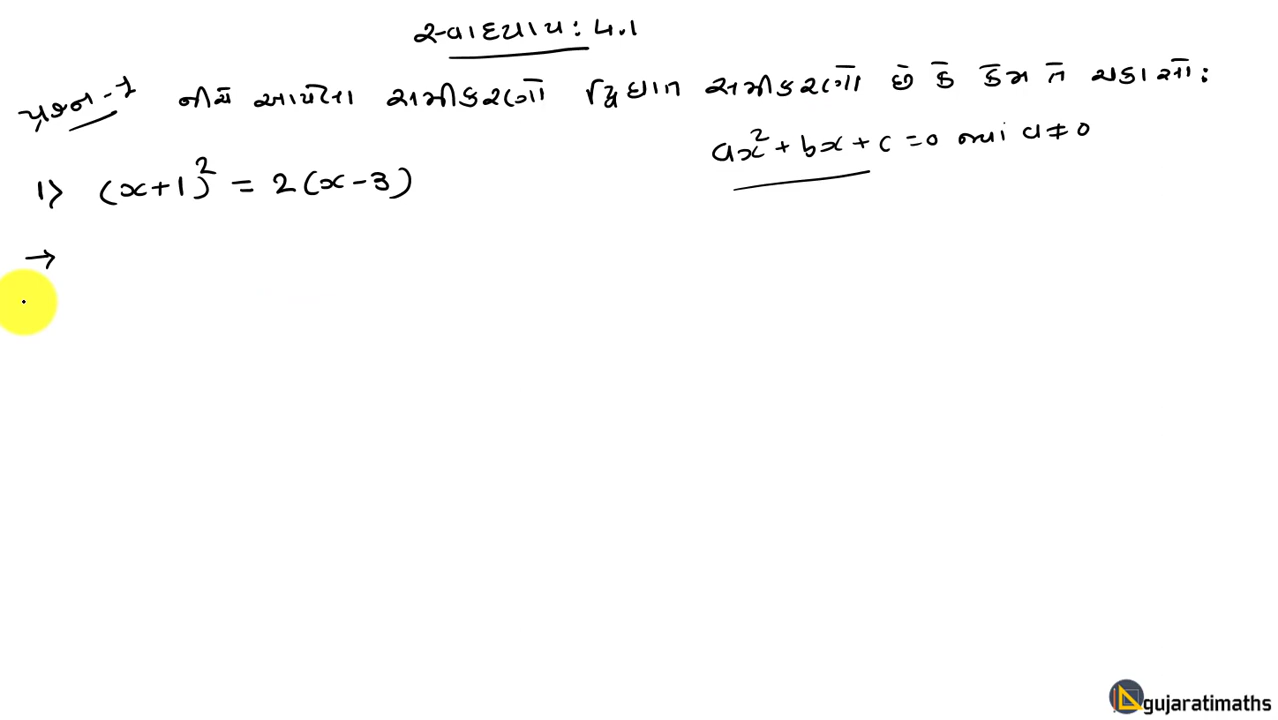 સ્વાધ્યાય: 4.1
પ્રશ્ન-1 નીચે આપેલા સમીકરણો દ્વિઘાત સમીકરણો છે કે કેમ તે ચકાસો:
ax² + bx + c = 0 જ્યાં a ≠ 0
1) (x+1)² = 2(x-3)
→
gujaratimaths